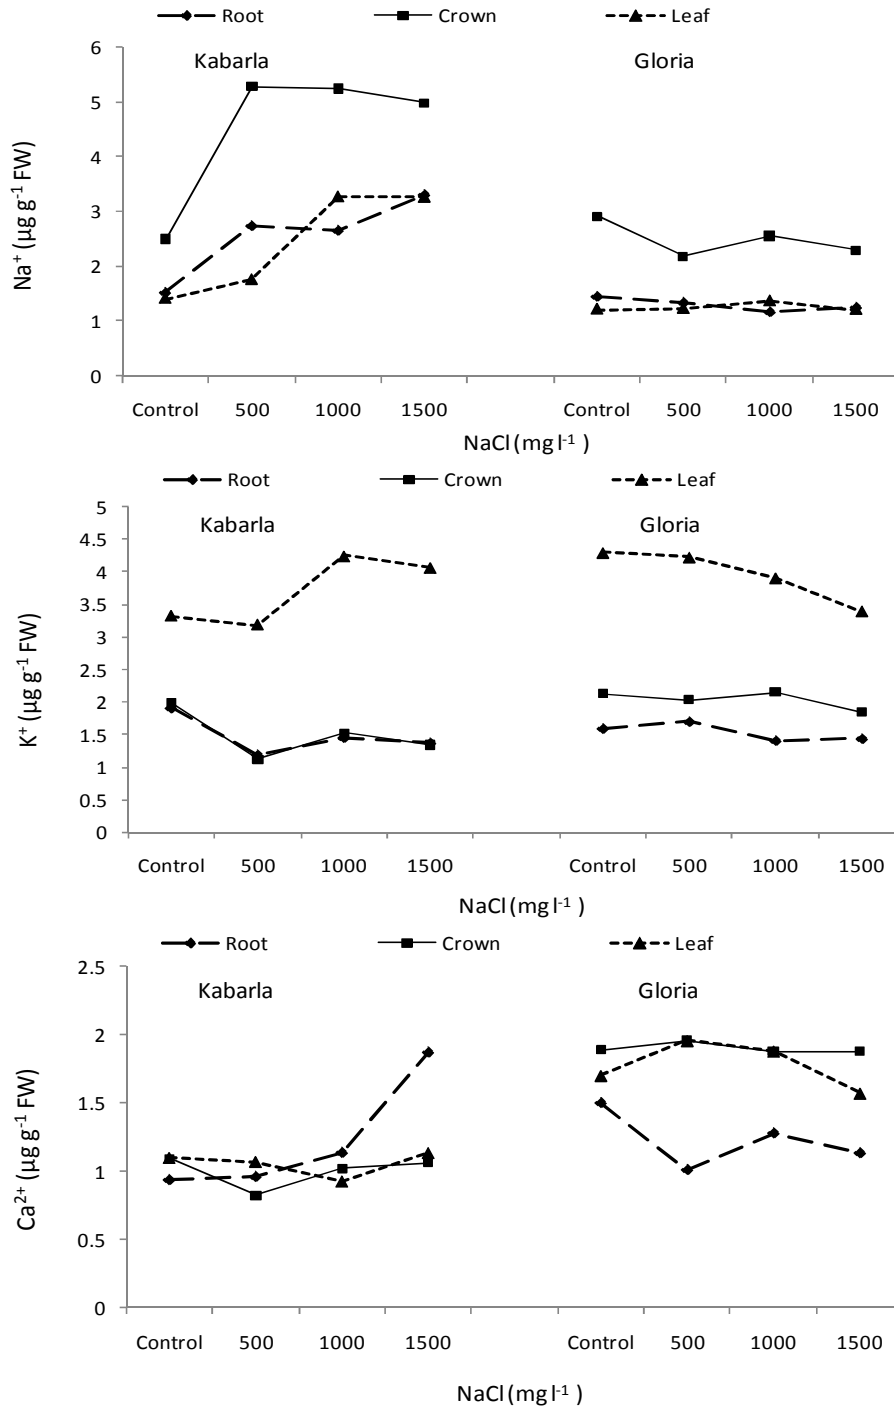 Root Crown Leaf
Kabarla Gloria
6
5
4
3
2
1
0
Na⁺ (µg g⁻¹ FW)
Control 500 1000 1500 Control 500 1000 1500
NaCl (mg l⁻¹ )
Root Crown Leaf
Kabarla Gloria
5
4.5
4
3.5
3
2.5
2
1.5
1
0.5
0
K⁺ (µg g⁻¹ FW)
Control 500 1000 1500 Control 500 1000 1500
NaCl (mg l⁻¹ )
Root Crown Leaf
Kabarla Gloria
2.5
2
1.5
1
0.5
0
Ca²⁺ (µg g⁻¹ FW)
Control 500 1000 1500 Control 500 1000 1500
NaCl (mg l⁻¹ )